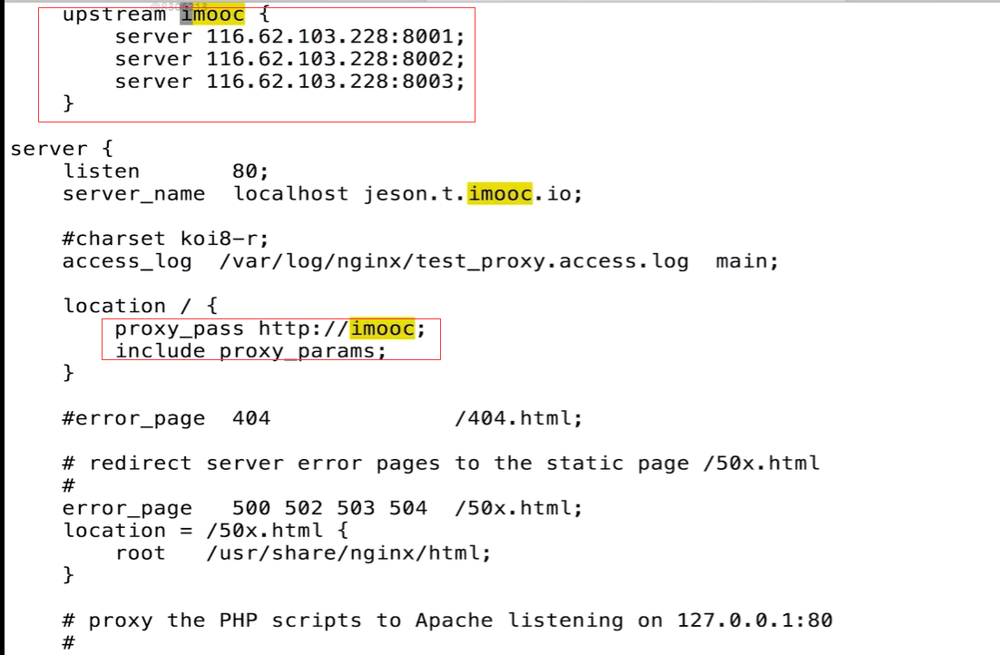 upstream imooc {
server 116.62.103.228:8001;
server 116.62.103.228:8002;
server 116.62.103.228:8003;
}
server {
listen 80;
server_name localhost jeson.t.imooc.io;
#charset koi8-r;
access_log /var/log/nginx/test_proxy.access.log main;
location / {
proxy_pass http://imooc;
include proxy_params;
}
#error_page 404 /404.html;
# redirect server error pages to the static page /50x.html
#
error_page 500 502 503 504 /50x.html;
location = /50x.html {
root /usr/share/nginx/html;
}
# proxy the PHP scripts to Apache listening on 127.0.0.1:80
#